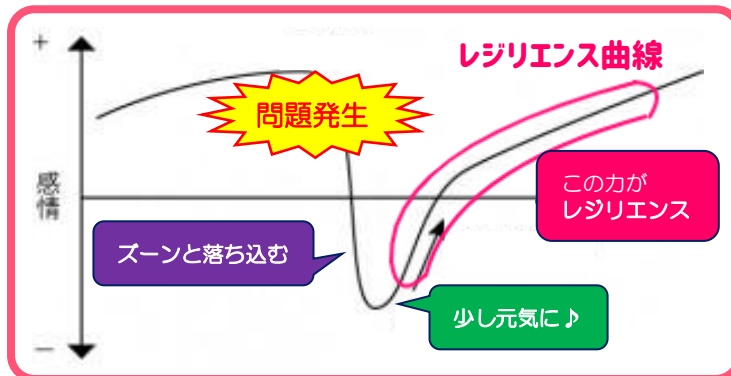 +
レジリエンス曲線
問題発生
感情
この力が
レジリエンス
ズーンと落ち込む
少し元気に♪
−